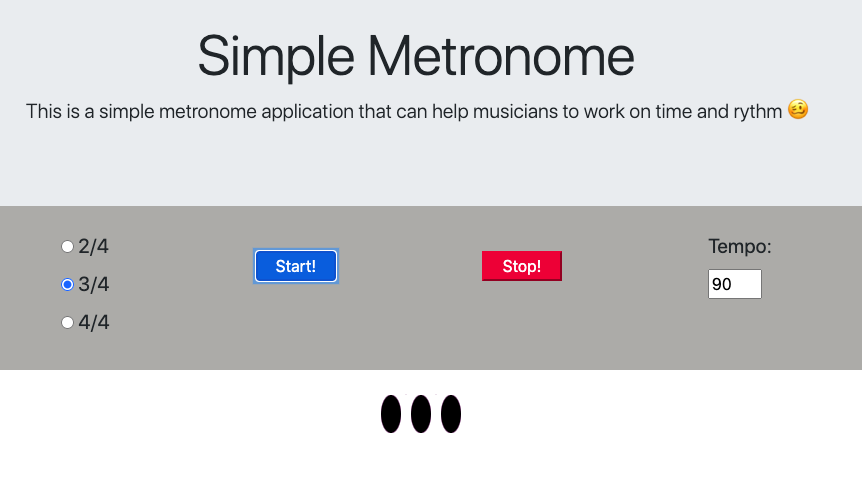 Simple Metronome
This is a simple metronome application that can help musicians to work on time and rythm 🥴
2/4
3/4
4/4
Start!
Stop!
Tempo:
90